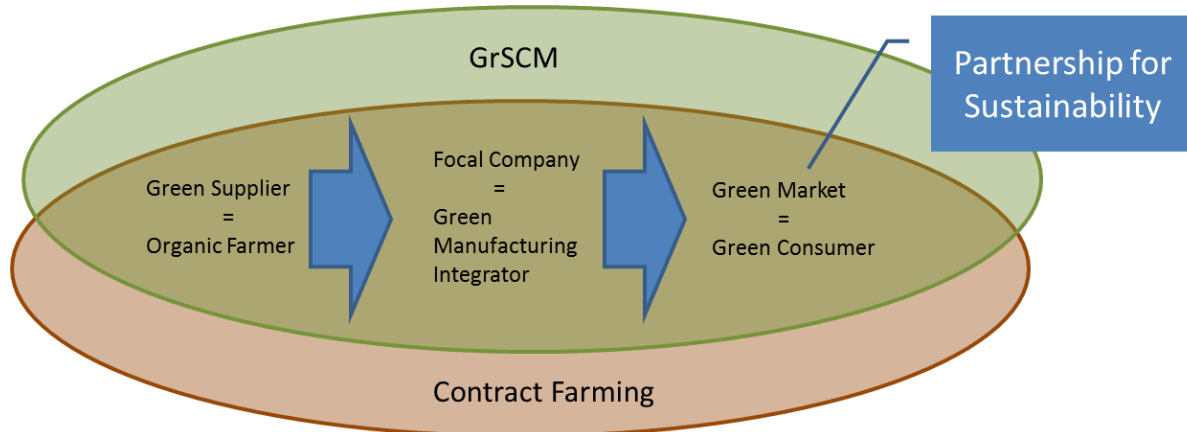 GrSCM
Partnership for
Sustainability
Green Supplier
=
Organic Farmer
Focal Company
=
Green
Manufacturing
Integrator
Green Market
=
Green Consumer
Contract Farming